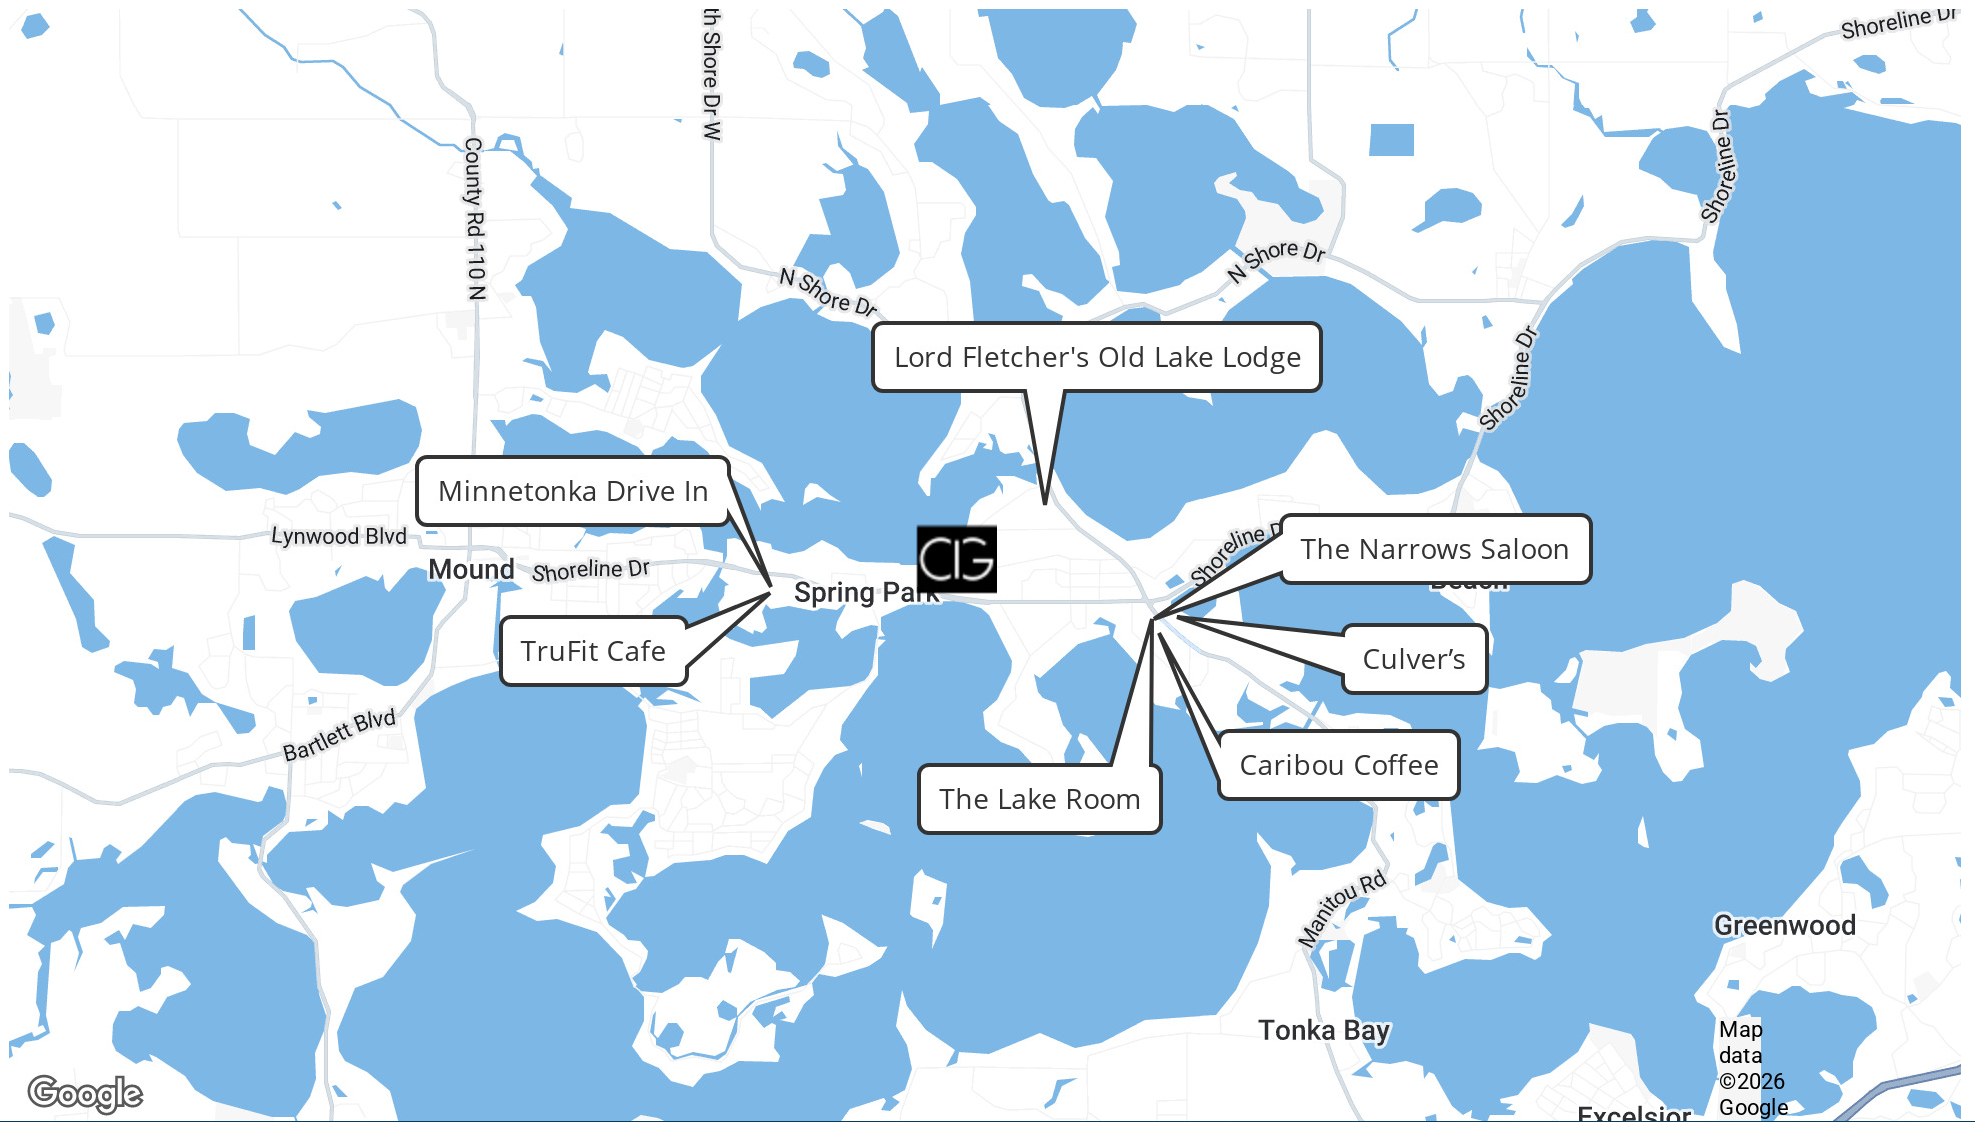 Shoreline Dr
th Shore Dr W
Shoreline Dr
County Rd 110 N
N Shore Dr
N Shore Dr
Lord Fletcher's Old Lake Lodge
Shoreline Dr
Minnetonka Drive In
Lynwood Blvd
CIG
Shoreline D
The Narrows Saloon
Mound
Shoreline Dr
Spring Park
Beach
TruFit Cafe
Culver’s
Bartlett Blvd
Caribou Coffee
The Lake Room
Manitou Rd
Greenwood
Tonka Bay
Map
data
©2026
Google
Google
Excelsior